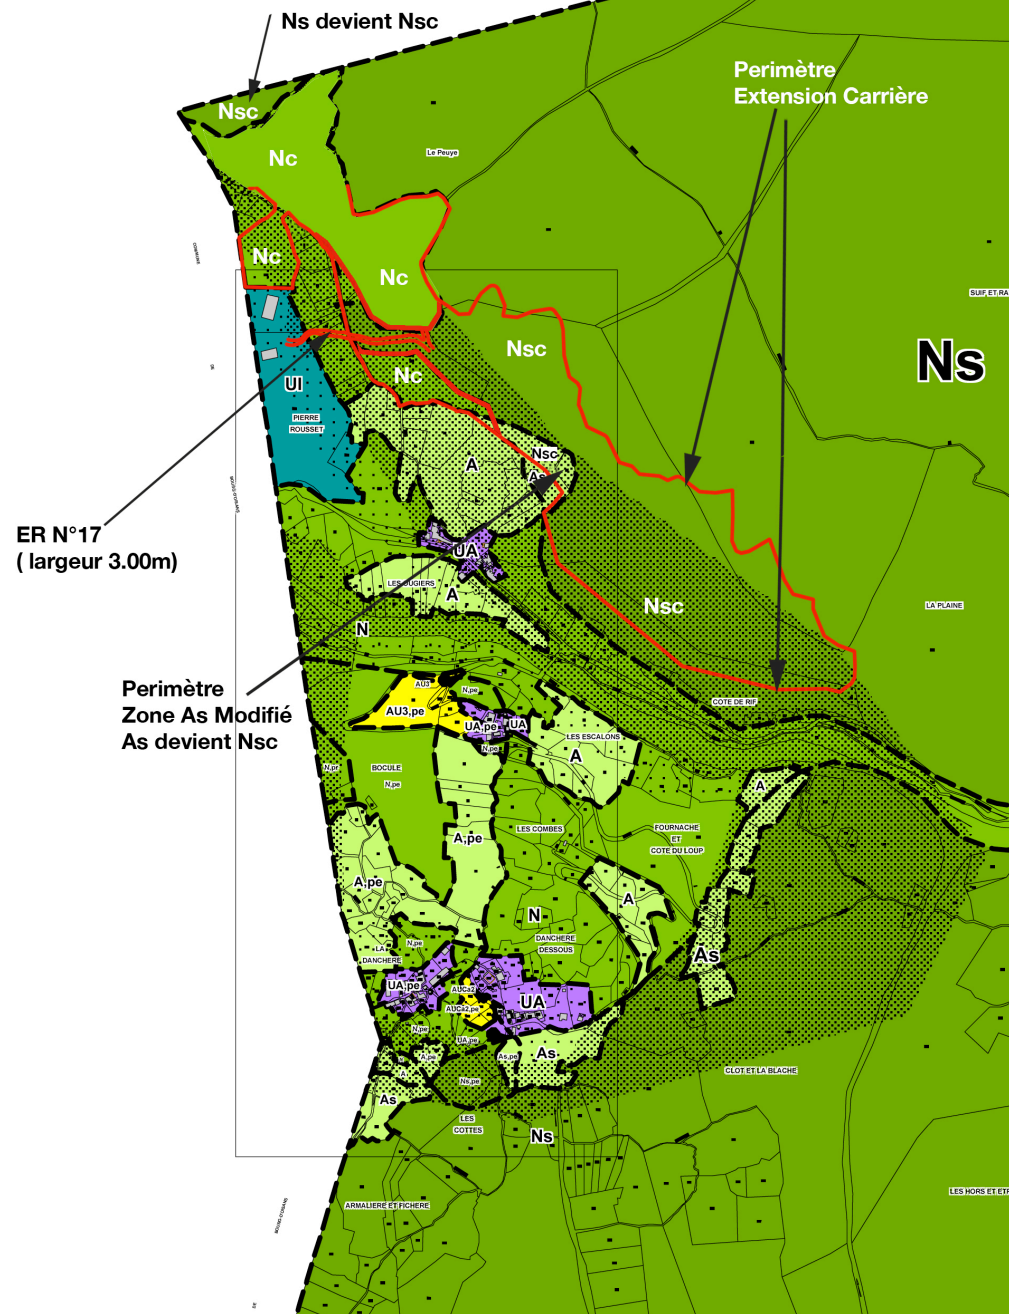 Ns devient Nsc
Perimètre
Extension Carrière
Nsc
Nc
Le Peuye
Nc
Nc
SUIF ET RA
Nsc
Ns
Nc
UI
PIERRE
ROUSSET
Nsc
A
As
ER N°17
( largeur 3.00m)
UA
LES OUGIERS
A
Nsc
LA PLAINE
N
Perimètre
Zone As Modifié
As devient Nsc
AU3
N,pe
AU3,pe
COTE DE RIF
UA,pe
UA
LES ESCALONS
N,pe
A
N,pr
BOCULE
N,pe
A
LES COMBES
FOURNACHE
ET
COTE DU LOUP
A,pe
A,pe
A
N
N,pe
DANCHERE
DESSOUS
LA
DANCHERE
As
UA,pe
AUCa2
UA
AUCa2,pe
N,pe
UA,pe
A,pe
As,pe
As
A
Ns,pe
CLOT ET LA BLACHE
As
LES
COTTES
Ns
LES HORS ET ETR
ARMALIERE ET FICHERE
DE